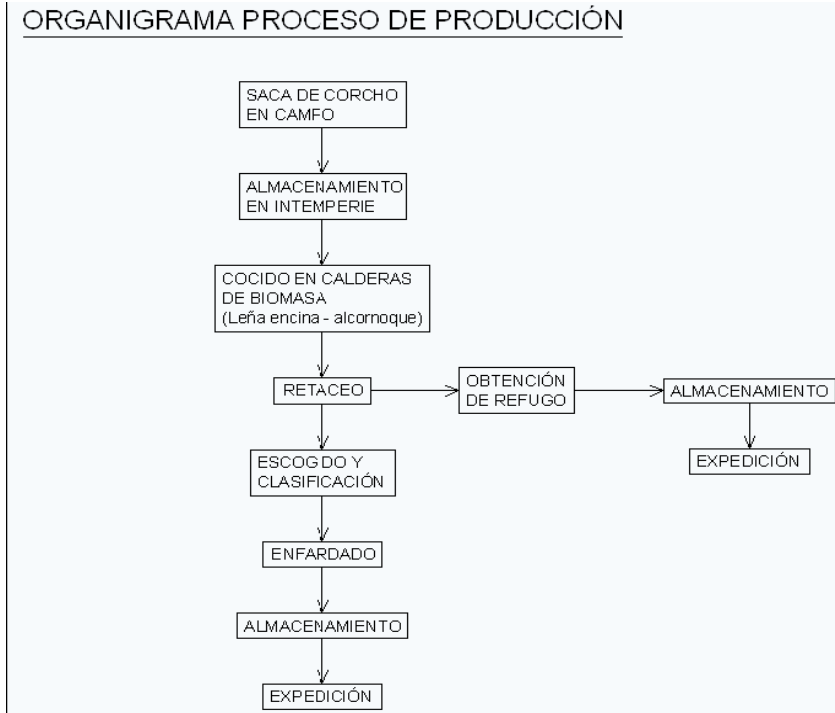 ORGANIGRAMA PROCESO DE PRODUCCIÓN
SACA DE CORCHO
EN CAMFO
ALMACENAMIENTO
EN INTEMPERIE
COCIDO EN CALDERAS
DE BIOMASA
(Leña encina - alcornoque)
RETACEO
OBTENCIÓN
DE REFUGO
ALMACENAMIENTO
EXPEDICIÓN
ESCOGDO Y
CLASIFICACIÓN
ENFARDADO
ALMACENAMIENTO
EXPEDICIÓN